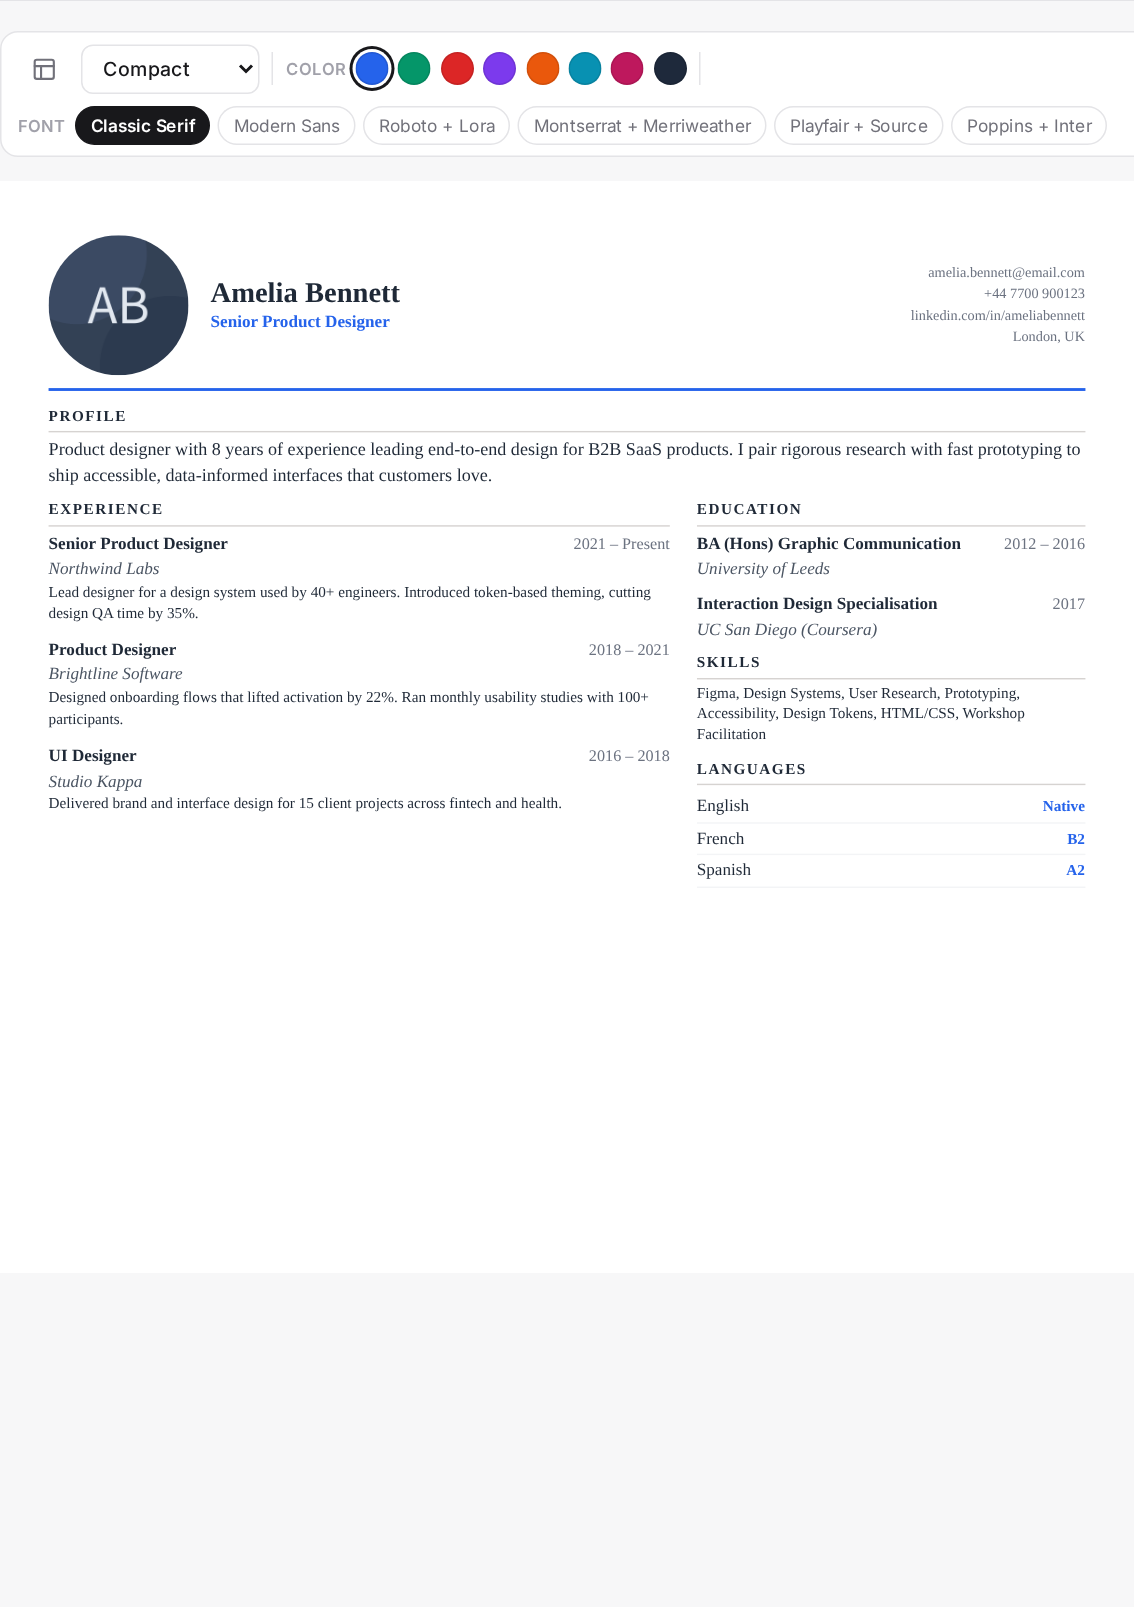 Compact
COLOR
FONT
Classic Serif
Modern Sans
Roboto + Lora
Montserrat + Merriweather
Playfair + Source
Poppins + Inter
AB
Amelia Bennett
Senior Product Designer
amelia.bennett@email.com
+44 7700 900123
linkedin.com/in/ameliabennett
London, UK
PROFILE
Product designer with 8 years of experience leading end-to-end design for B2B SaaS products. I pair rigorous research with fast prototyping to
ship accessible, data-informed interfaces that customers love.
EXPERIENCE
Senior Product Designer 2021 – Present
Northwind Labs
Lead designer for a design system used by 40+ engineers. Introduced token-based theming, cutting
design QA time by 35%.
Product Designer 2018 – 2021
Brightline Software
Designed onboarding flows that lifted activation by 22%. Ran monthly usability studies with 100+
participants.
UI Designer 2016 – 2018
Studio Kappa
Delivered brand and interface design for 15 client projects across fintech and health.
EDUCATION
BA (Hons) Graphic Communication 2012 – 2016
University of Leeds
Interaction Design Specialisation 2017
UC San Diego (Coursera)
SKILLS
Figma, Design Systems, User Research, Prototyping,
Accessibility, Design Tokens, HTML/CSS, Workshop
Facilitation
LANGUAGES
English Native
French B2
Spanish A2